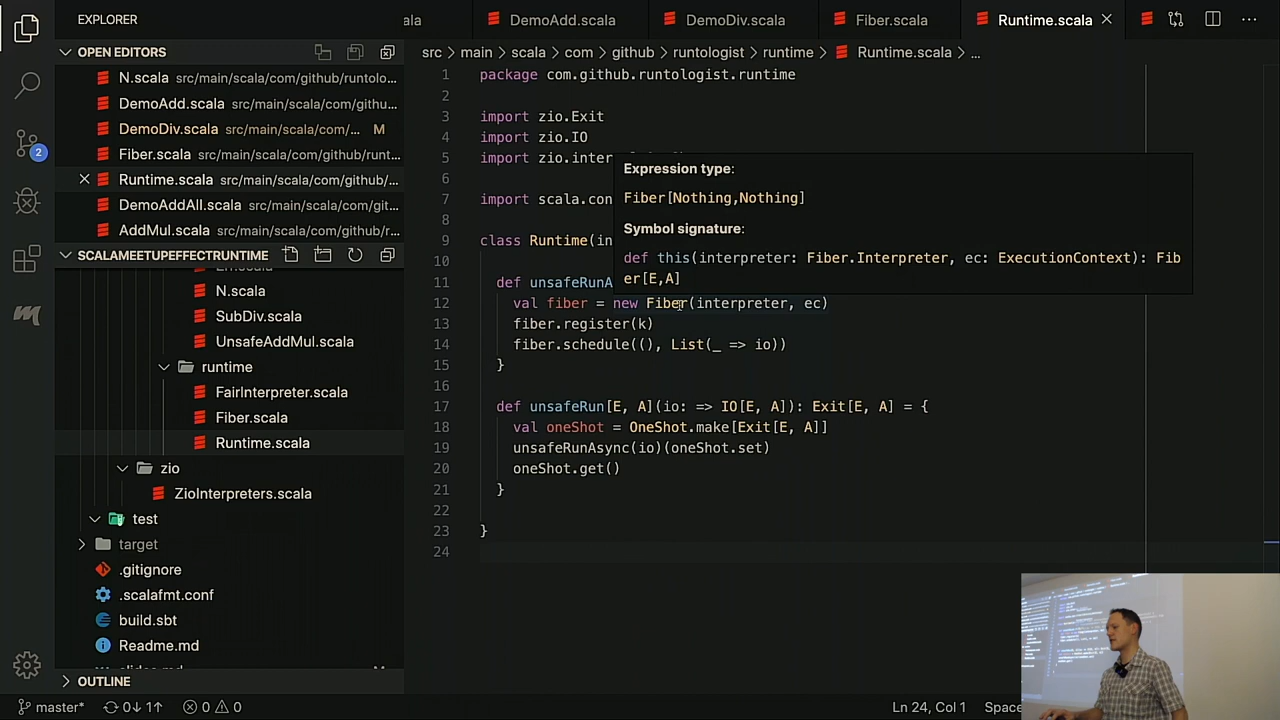 EXPLORER
ala
DemoAdd.scala
DemoDiv.scala
Fiber.scala
Runtime.scala
OPEN EDITORS
N.scala src/main/scala/com/github/runtolo...
DemoAdd.scala src/main/scala/com/githu...
DemoDiv.scala src/main/scala/com/... M
Fiber.scala src/main/scala/com/github/runt...
Runtime.scala src/main/scala/com/github/...
DemoAddAll.scala src/main/scala/com/git...
AddMul.scala src/main/scala/com/github/r...
SCALAMEETUPEFFECTRUNTIME
N.scala
SubDiv.scala
UnsafeAddMul.scala
runtime
FairInterpreter.scala
Fiber.scala
Runtime.scala
zio
ZioInterpreters.scala
test
target
.gitignore
.scalafmt.conf
build.sbt
Readme.md
M
OUTLINE
src > main > scala > com > github > runtologist > runtime > Runtime.scala > ...
1 package com.github.runtologist.runtime
2
3 import zio.Exit
4 import zio.IO
5 import zio.inter
6
7 import scala.con
8
9 class Runtime(in
10
11 def unsafeRunA
12 val fiber = new Fiber(interpreter, ec)
13 fiber.register(k)
14 fiber.schedule((), List(_ => io))
15 }
16
17 def unsafeRun[E, A](io: => IO[E, A]): Exit[E, A] = {
18 val oneShot = OneShot.make[Exit[E, A]]
19 unsafeRunAsync(io)(oneShot.set)
20 oneShot.get()
21 }
22
23 }
24
Expression type:
Fiber[Nothing,Nothing]
Symbol signature:
def this(interpreter: Fiber.Interpreter, ec: ExecutionContext): Fib
er[E,A]
2
master* 0↓ 1↑ 0 0
Ln 24, Col 1 Space